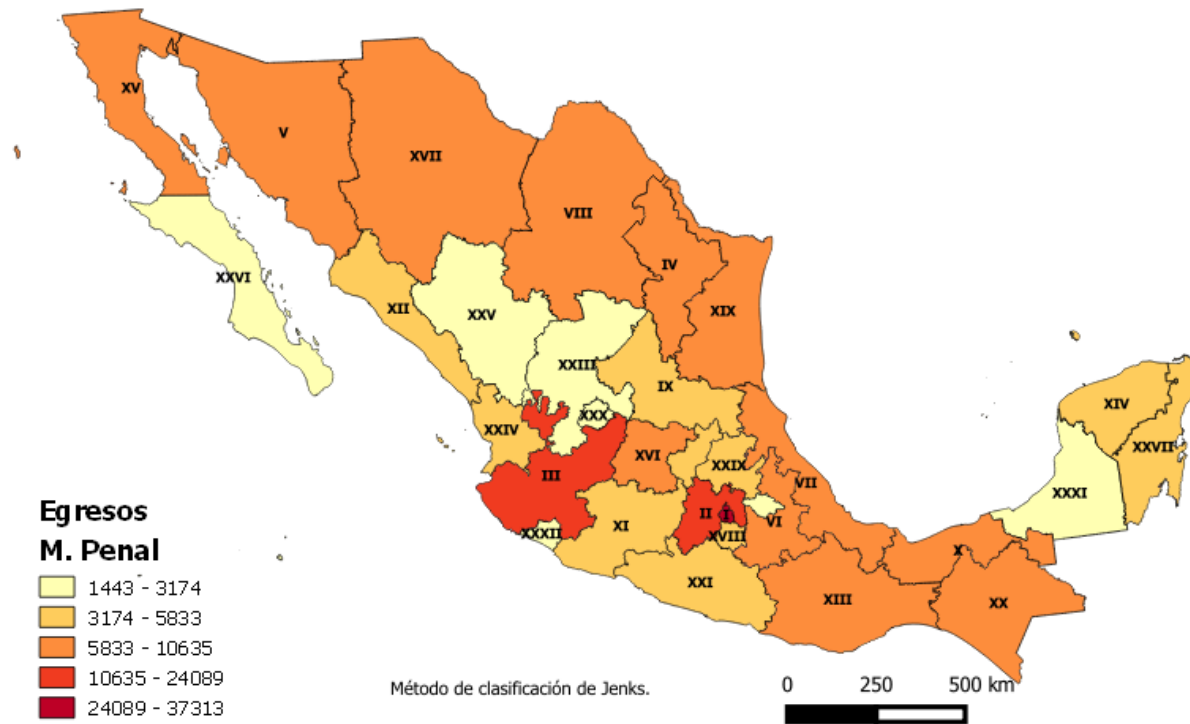 XV
V
XVII
VIII
XXVI
IV
XII
XXV
XIX
XXIII
IX
XXX
XXIV
XIV
III
XVI
XXIX
XXVII
VII
XXXI
II
I
VI
XXXII
XI
XVIII
X
XXI
XIII
XX
Egresos
M. Penal
1443 - 3174
3174 - 5833
5833 - 10635
10635 - 24089
24089 - 37313
Método de clasificación de Jenks.
0 250 500 km